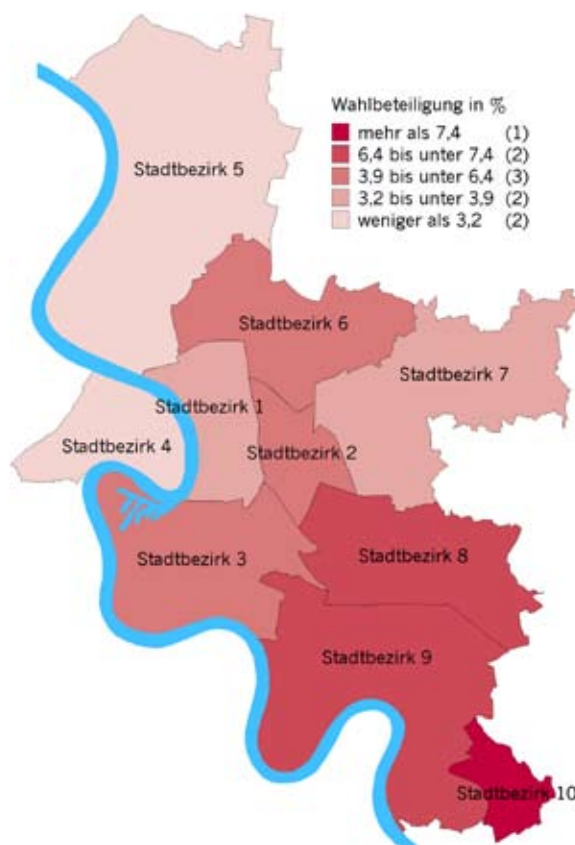 Wahlbeteiligung in %
mehr als 7,4 (1)
6,4 bis unter 7,4 (2)
3,9 bis unter 6,4 (3)
3,2 bis unter 3,9 (2)
weniger als 3,2 (2)
Stadtbezirk 5
Stadtbezirk 6
Stadtbezirk 7
Stadtbezirk 1
Stadtbezirk 4
Stadtbezirk 2
Stadtbezirk 3
Stadtbezirk 8
Stadtbezirk 9
Stadtbezirk 10